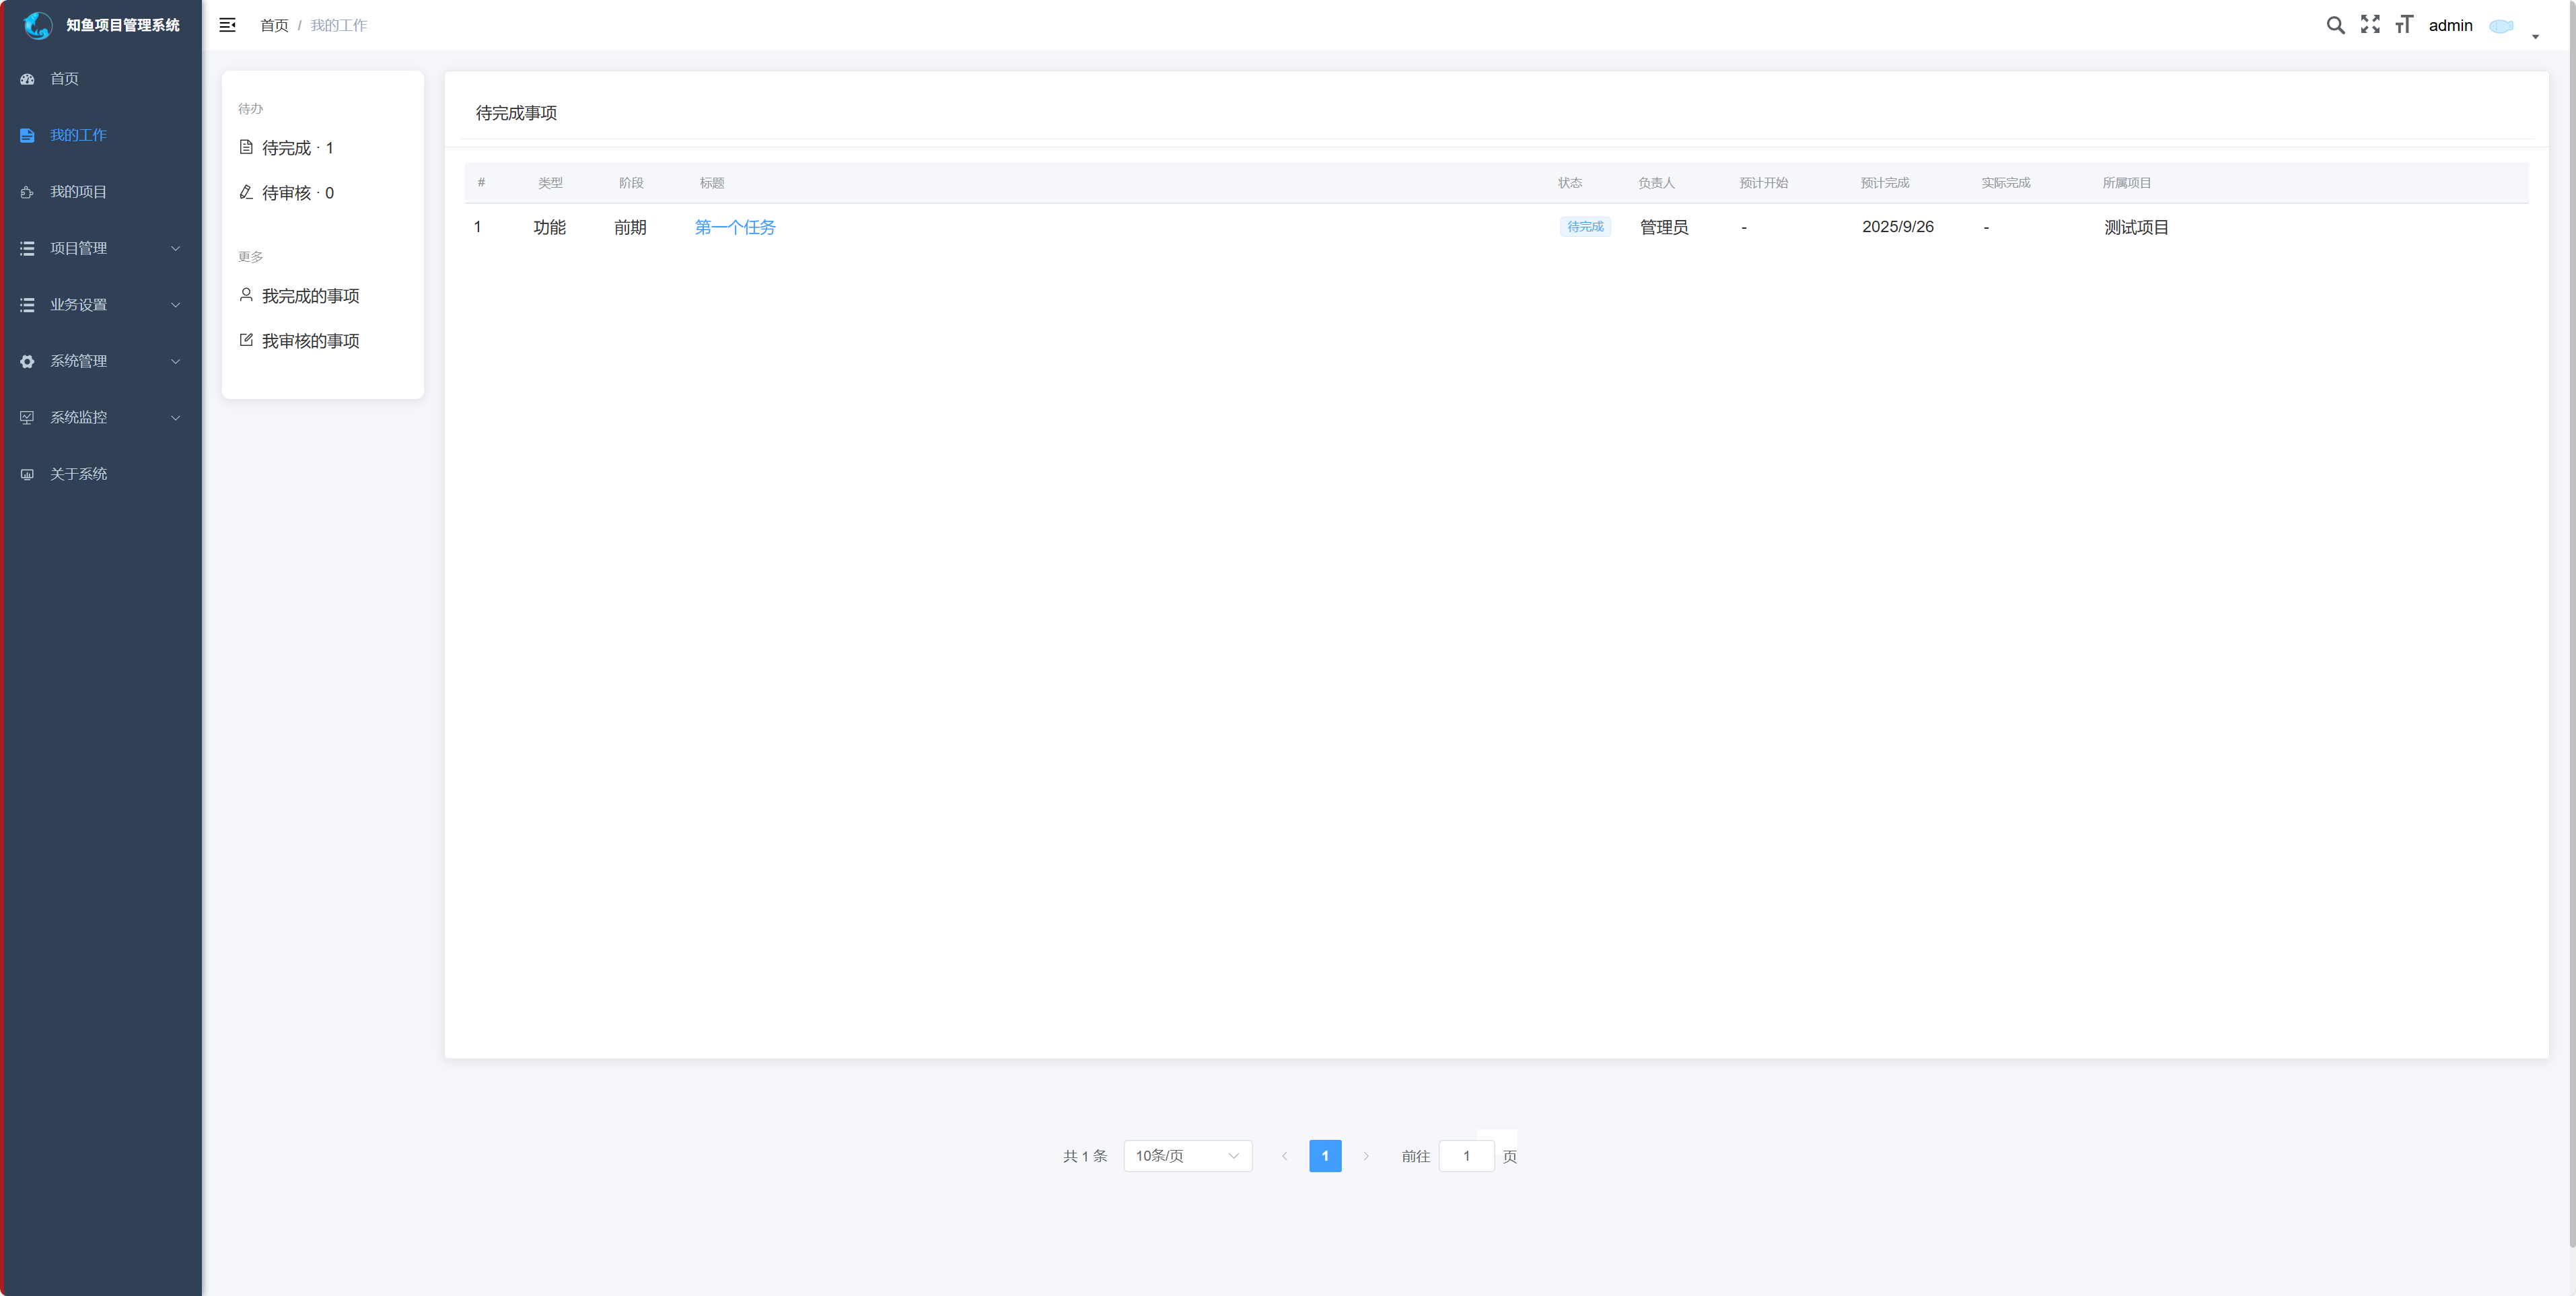 知鱼项目管理系统
首页 / 我的工作
admin
首页
我的工作
我的项目
项目管理
业务设置
系统管理
系统监控
关于系统
待办
待完成 · 1
待审核 · 0
更多
我完成的事项
我审核的事项
待完成事项
# 类型 阶段 标题 状态 负责人 预计开始 预计完成 实际完成 所属项目
1 功能 前期 第一个任务 待完成 管理员 - 2025/9/26 - 测试项目
共 1 条 10条/页 1 前往 1 页